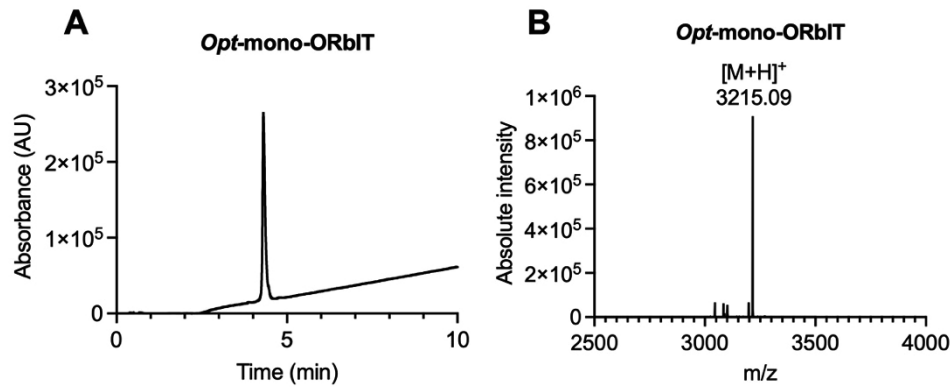 A
Opt-mono-ORbIT
3×10⁵
2×10⁵
1×10⁵
0
Absorbance (AU)
0 5 10
Time (min)
B
Opt-mono-ORbIT
[M+H]⁺
3215.09
1×10⁶
8×10⁵
6×10⁵
4×10⁵
2×10⁵
0
Absolute intensity
2500 3000 3500 4000
m/z